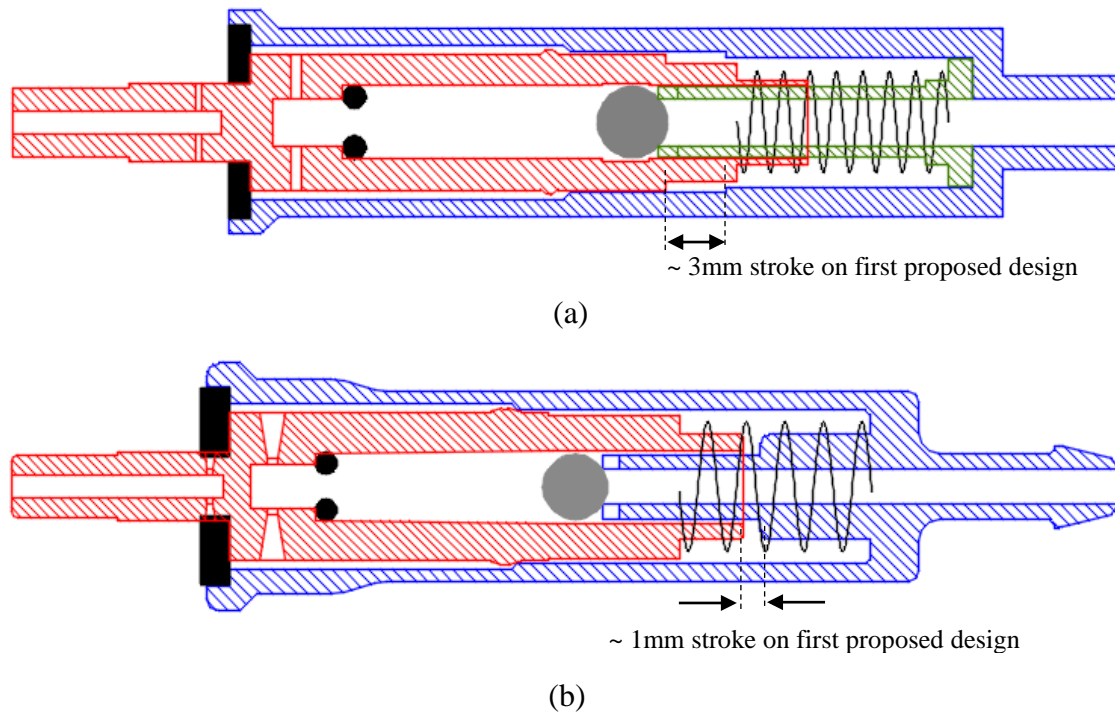 ~ 3mm stroke on first proposed design
(a)
~ 1mm stroke on first proposed design
(b)